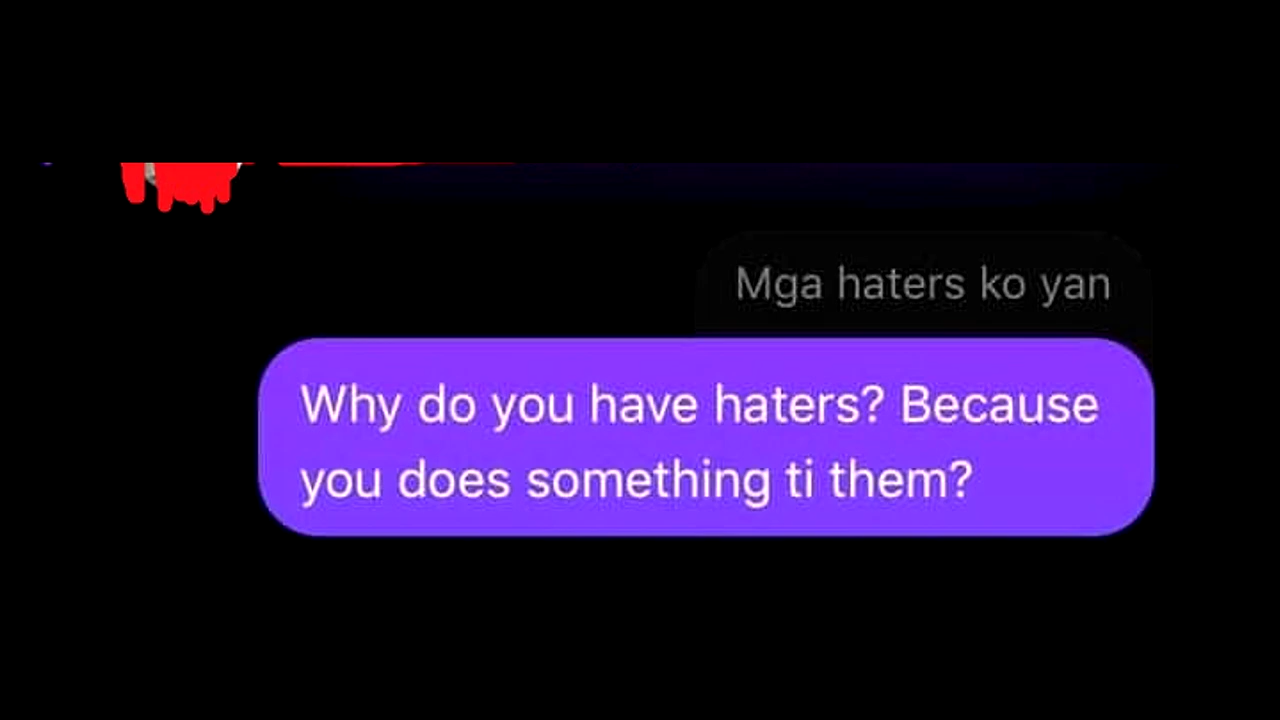 Mga haters ko yan
Why do you have haters? Because
you does something ti them?